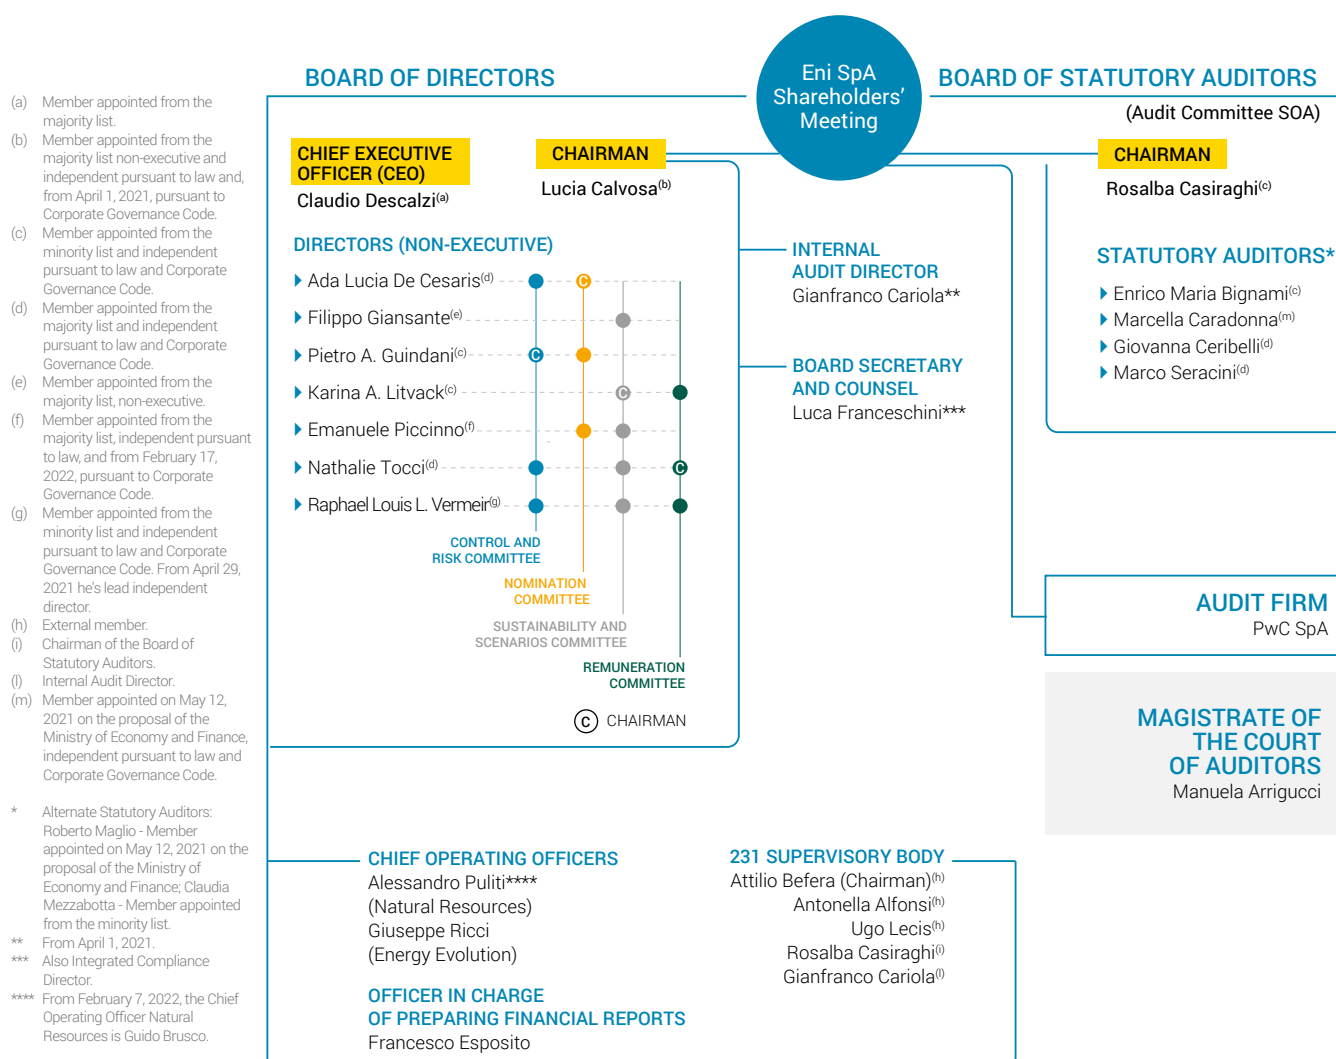 Eni SpA
Shareholders’
Meeting
BOARD OF DIRECTORS
BOARD OF STATUTORY AUDITORS
(Audit Committee SOA)
(a) Member appointed from the
majority list.
(b) Member appointed from the
majority list non-executive and
independent pursuant to law and,
from April 1, 2021, pursuant to
Corporate Governance Code.
(c) Member appointed from the
minority list and independent
pursuant to law and Corporate
Governance Code.
(d) Member appointed from the
majority list and independent
pursuant to law and Corporate
Governance Code.
(e) Member appointed from the
majority list, non-executive.
(f) Member appointed from the
majority list, independent pursuant
to law, and from February 17,
2022, pursuant to Corporate
Governance Code.
(g) Member appointed from the
minority list and independent
pursuant to law and Corporate
Governance Code. From April 29,
2021 he's lead independent
director.
(h) External member.
(i) Chairman of the Board of
Statutory Auditors.
(l) Internal Audit Director.
(m) Member appointed on May 12,
2021 on the proposal of the
Ministry of Economy and Finance,
independent pursuant to law and
Corporate Governance Code.
* Alternate Statutory Auditors:
Roberto Maglio - Member
appointed on May 12, 2021 on the
proposal of the Ministry of
Economy and Finance; Claudia
Mezzabotta - Member appointed
from the minority list.
** From April 1, 2021.
*** Also Integrated Compliance
Director.
**** From February 7, 2022, the Chief
Operating Officer Natural
Resources is Guido Brusco.
CHIEF EXECUTIVE
OFFICER (CEO)
Claudio Descalzi(a)
CHAIRMAN
Lucia Calvosa(b)
DIRECTORS (NON-EXECUTIVE)
Ada Lucia De Cesaris(d) C
Filippo Giansante(e)
Pietro A. Guindani(c) C
Karina A. Litvack(c) C
Emanuele Piccinno(f)
Nathalie Tocci(d) C
Raphael Louis L. Vermeir(g)
CONTROL AND
RISK COMMITTEE
NOMINATION
COMMITTEE
SUSTAINABILITY AND
SCENARIOS COMMITTEE
REMUNERATION
COMMITTEE
C CHAIRMAN
INTERNAL
AUDIT DIRECTOR
Gianfranco Cariola**
BOARD SECRETARY
AND COUNSEL
Luca Franceschini***
CHAIRMAN
Rosalba Casiraghi(c)
STATUTORY AUDITORS*
Enrico Maria Bignami(c)
Marcella Caradonna(m)
Giovanna Ceribelli(d)
Marco Seracini(d)
AUDIT FIRM
PwC SpA
MAGISTRATE OF
THE COURT
OF AUDITORS
Manuela Arrigucci
CHIEF OPERATING OFFICERS
Alessandro Puliti****
(Natural Resources)
Giuseppe Ricci
(Energy Evolution)
OFFICER IN CHARGE
OF PREPARING FINANCIAL REPORTS
Francesco Esposito
231 SUPERVISORY BODY
Attilio Befera (Chairman)(h)
Antonella Alfonsi(h)
Ugo Lecis(h)
Rosalba Casiraghi(i)
Gianfranco Cariola(l)